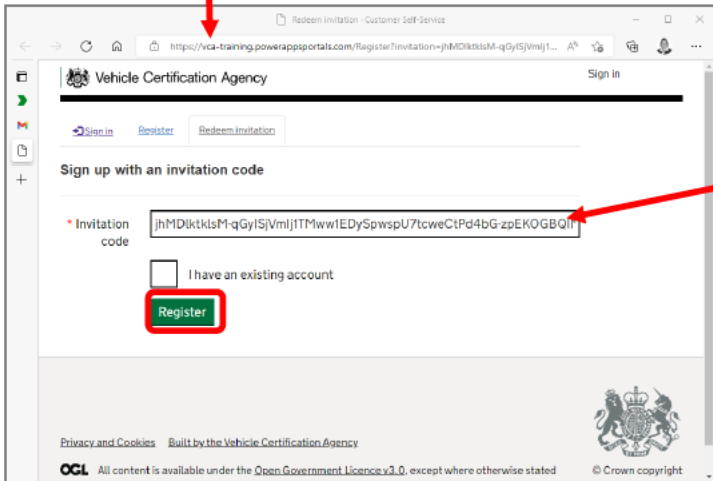 Redeem invitation - Customer Self-Service
https://vca-training.powerappsportals.com/Register?invitation=jhMDlktklsM-qGyISjVmIj1...
Vehicle Certification Agency
Sign in
Sign in Register Redeem invitation
Sign up with an invitation code
* Invitation code
jhMDlktklsM-qGyISjVmIj1TMww1EDySpwspU7tcweCtPd4bG-zpEKOGBQII
I have an existing account
Register
Privacy and Cookies Built by the Vehicle Certification Agency
OGL All content is available under the Open Government Licence v3.0, except where otherwise stated
© Crown copyright